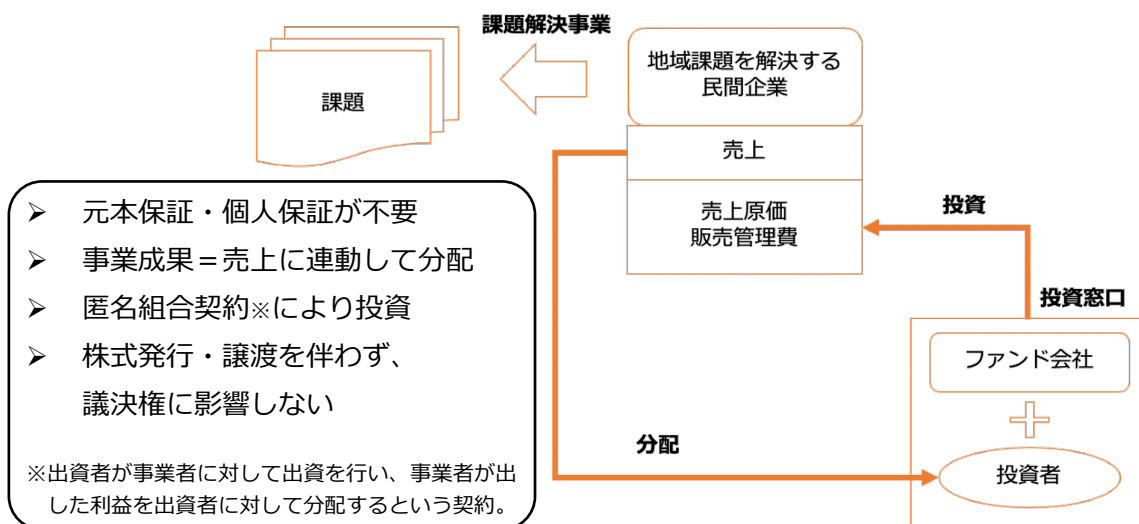 課題解決事業
課題
地域課題を解決する
民間企業
売上
売上原価
販売管理費
投資
投資窓口
ファンド会社
投資者
分配
➢ 元本保証・個人保証が不要
➢ 事業成果＝売上に連動して分配
➢ 匿名組合契約※により投資
➢ 株式発行・譲渡を伴わず、
議決権に影響しない
※出資者が事業者に対して出資を行い、事業者が出
した利益を出資者に対して分配するという契約。